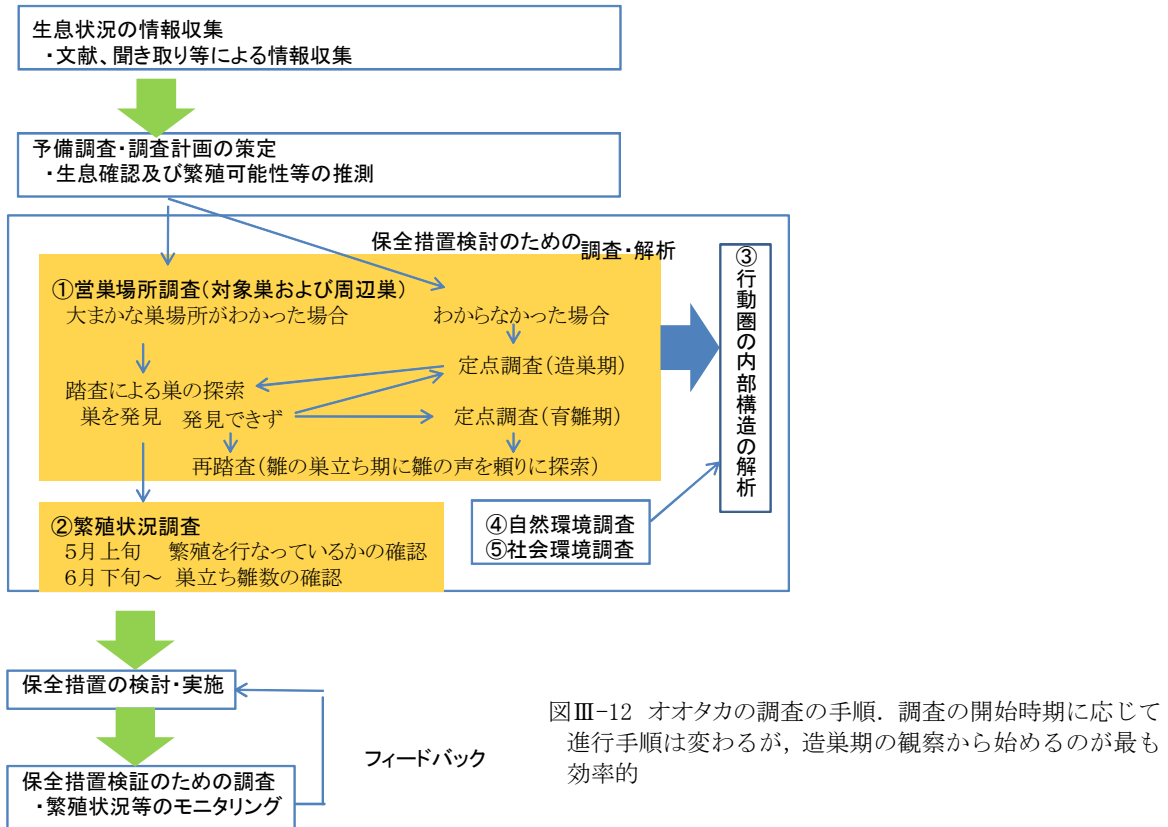 生息状況の情報収集
・文献、聞き取り等による情報収集
予備調査・調査計画の策定
・生息確認及び繁殖可能性等の推測
保全措置検討のための調査・解析
①営巣場所調査(対象巣および周辺巣)
大まかな巣場所がわかった場合
わからなかった場合
定点調査(造巣期)
踏査による巣の探索
巣を発見
発見できず
定点調査(育雛期)
再踏査(雛の巣立ち期に雛の声を頼りに探索)
③行動圏の内部構造の解析
②繁殖状況調査
5月上旬 繁殖を行なっているかの確認
6月下旬~ 巣立ち雛数の確認
④自然環境調査
⑤社会環境調査
保全措置の検討・実施
フィードバック
保全措置検証のための調査
・繁殖状況等のモニタリング
図Ⅲ-12 オオタカの調査の手順. 調査の開始時期に応じて
進行手順は変わるが, 造巣期の観察から始めるのが最も
効率的